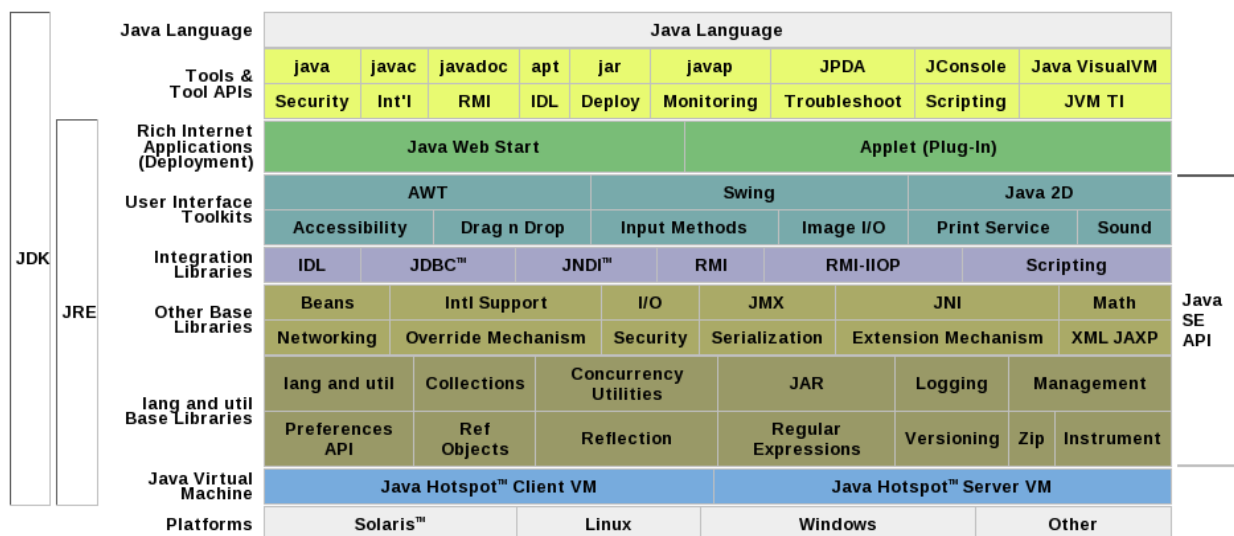 Java Language
Java Language
Tools &
Tool APIs
java javac javadoc apt jar javap JPDA JConsole Java VisualVM
Security Int'l RMI IDL Deploy Monitoring Troubleshoot Scripting JVM TI
Rich Internet
Applications
(Deployment)
Java Web Start Applet (Plug-In)
User Interface
Toolkits
AWT Swing Java 2D
Accessibility Drag n Drop Input Methods Image I/O Print Service Sound
Integration
Libraries
IDL JDBC™ JNDI™ RMI RMI-IIOP Scripting
JDK
JRE
Other Base
Libraries
Beans Intl Support I/O JMX JNI Math
Networking Override Mechanism Security Serialization Extension Mechanism XML JAXP
Java
SE
API
lang and util
Base Libraries
lang and util Collections Concurrency
Utilities JAR Logging Management
Preferences
API Ref
Objects Reflection Regular
Expressions Versioning Zip Instrument
Java Virtual
Machine
Java Hotspot™ Client VM Java Hotspot™ Server VM
Platforms
Solaris™ Linux Windows Other